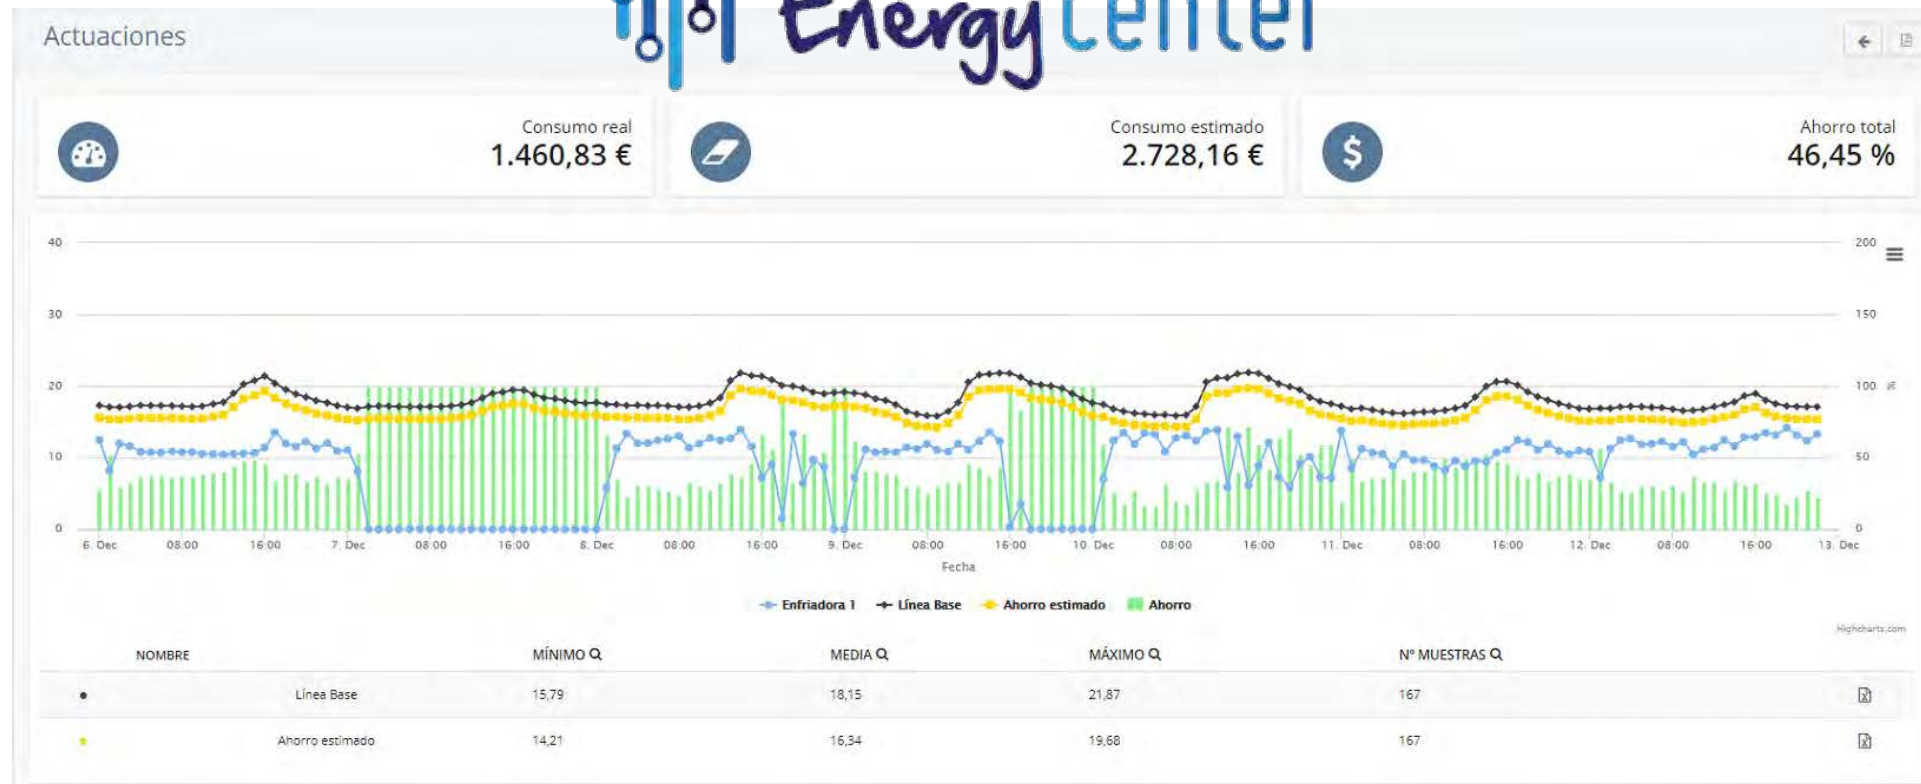 Energy Center
Actuaciones
Consumo real
1.460,83 €
Consumo estimado
2.728,16 €
Ahorro total
46,45 %
40
30
20
10
0
200
150
100
50
0
%
6. Dec 08:00 16:00 7. Dec 08:00 16:00 8. Dec 08:00 16:00 9. Dec 08:00 16:00 10. Dec 08:00 16:00 11. Dec 08:00 16:00 12. Dec 08:00 16:00 13. Dec
Fecha
Enfriadora 1 Línea Base Ahorro estimado Ahorro
Highcharts.com
NOMBRE MÍNIMO MEDIA MÁXIMO Nº MUESTRAS
Línea Base 15,79 18,15 21,87 167
Ahorro estimado 14,21 16,34 19,68 167